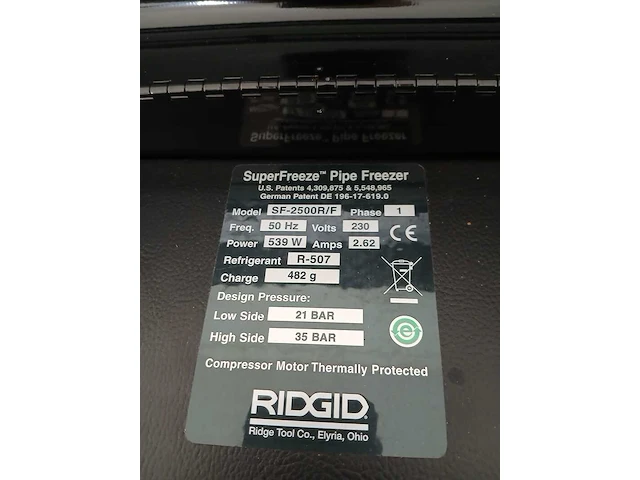 SuperFreeze™ Pipe Freezer
U.S. Patents 4,309,875 & 5,548,965
German Patent DE 196-17-619.0
Model SF-2500R/F Phase 1
Freq. 50 Hz Volts 230
Power 539 W Amps 2.62
CE
Refrigerant R-507
Charge 482 g
Design Pressure:
Low Side 21 BAR
High Side 35 BAR
e
Compressor Motor Thermally Protected
RIDGID
Ridge Tool Co., Elyria, Ohio